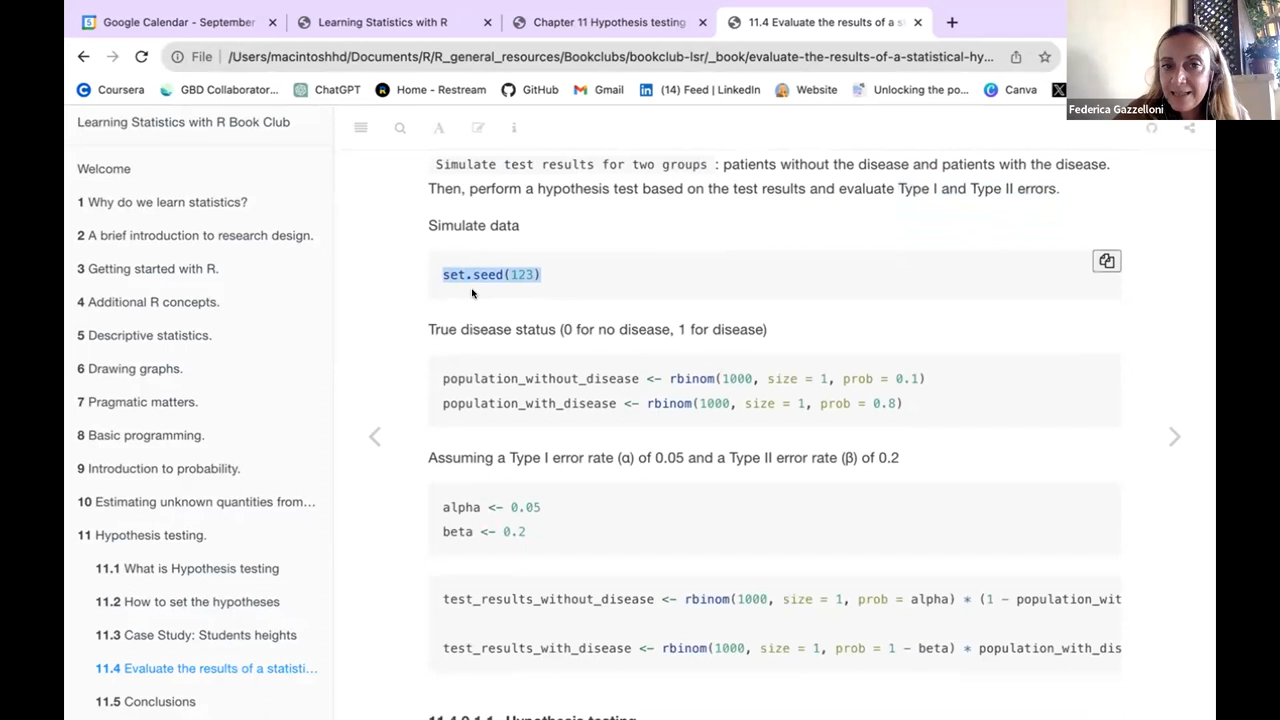 Google Calendar - September
Learning Statistics with R
Chapter 11 Hypothesis testing
11.4 Evaluate the results of a s
File
/Users/macintoshhd/Documents/R/R_general_resources/Bookclubs/bookclub-lsr/_book/evaluate-the-results-of-a-statistical-hy...
Coursera
GBD Collaborator...
ChatGPT
Home - Restream
GitHub
Gmail
(14) Feed | LinkedIn
Website
Unlocking the po...
Canva
Federica Gazzelloni
Learning Statistics with R Book Club
Welcome
1 Why do we learn statistics?
2 A brief introduction to research design.
3 Getting started with R.
4 Additional R concepts.
5 Descriptive statistics.
6 Drawing graphs.
7 Pragmatic matters.
8 Basic programming.
9 Introduction to probability.
10 Estimating unknown quantities from...
11 Hypothesis testing.
11.1 What is Hypothesis testing
11.2 How to set the hypotheses
11.3 Case Study: Students heights
11.4 Evaluate the results of a statisti...
11.5 Conclusions
Simulate test results for two groups : patients without the disease and patients with the disease.
Then, perform a hypothesis test based on the test results and evaluate Type I and Type II errors.
Simulate data
set.seed(123)
True disease status (0 for no disease, 1 for disease)
population_without_disease <- rbinom(1000, size = 1, prob = 0.1)
population_with_disease <- rbinom(1000, size = 1, prob = 0.8)
Assuming a Type I error rate (α) of 0.05 and a Type II error rate (β) of 0.2
alpha <- 0.05
beta <- 0.2
test_results_without_disease <- rbinom(1000, size = 1, prob = alpha) * (1 - population_wit
test_results_with_disease <- rbinom(1000, size = 1, prob = 1 - beta) * population_with_dis
11.4.0.1.1 Hypothesis testing